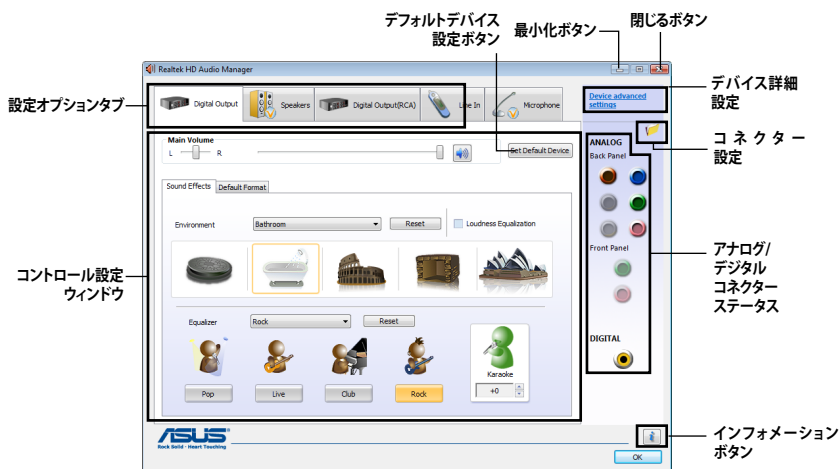 デフォルトデバイス
設定ボタン
最小化ボタン
閉じるボタン
Realtek HD Audio Manager
設定オプションタブ
Digital Output
Speakers
Digital Output(RCA)
Line In
Microphone
Device advanced
settings
デバイス詳細
設定
Main Volume
L
R
Set Default Device
コネクター
設定
ANALOG
Back Panel
Sound Effects
Default Format
Environment
Bathroom
Reset
Loudness Equalization
Front Panel
コントロール設定
ウィンドウ
アナログ/
デジタル
コネクター
ステータス
Equalizer
Rock
Reset
DIGITAL
Karaoke
Pop
Live
Club
Rock
+0
ASUS
Rock Solid · Heart Touching
インフォメーション
ボタン
OK